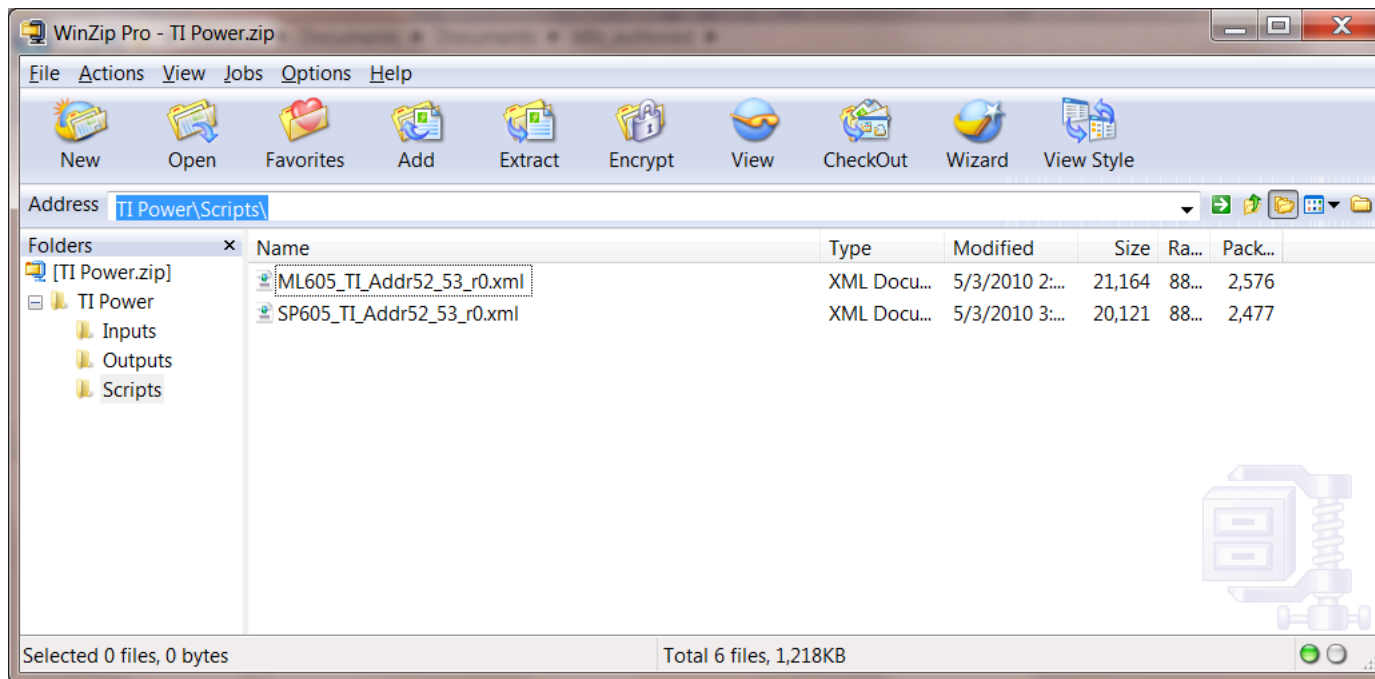 WinZip Pro - TI Power.zip
File Actions View Jobs Options Help
New Open Favorites Add Extract Encrypt View CheckOut Wizard View Style
Address TI Power\Scripts\
Folders × Name Type Modified Size Ra... Pack...
[TI Power.zip] ML605_TI_Addr52_53_r0.xml XML Docu... 5/3/2010 2:... 21,164 88... 2,576
TI Power SP605_TI_Addr52_53_r0.xml XML Docu... 5/3/2010 3:... 20,121 88... 2,477
Inputs
Outputs
Scripts
Selected 0 files, 0 bytes Total 6 files, 1,218KB